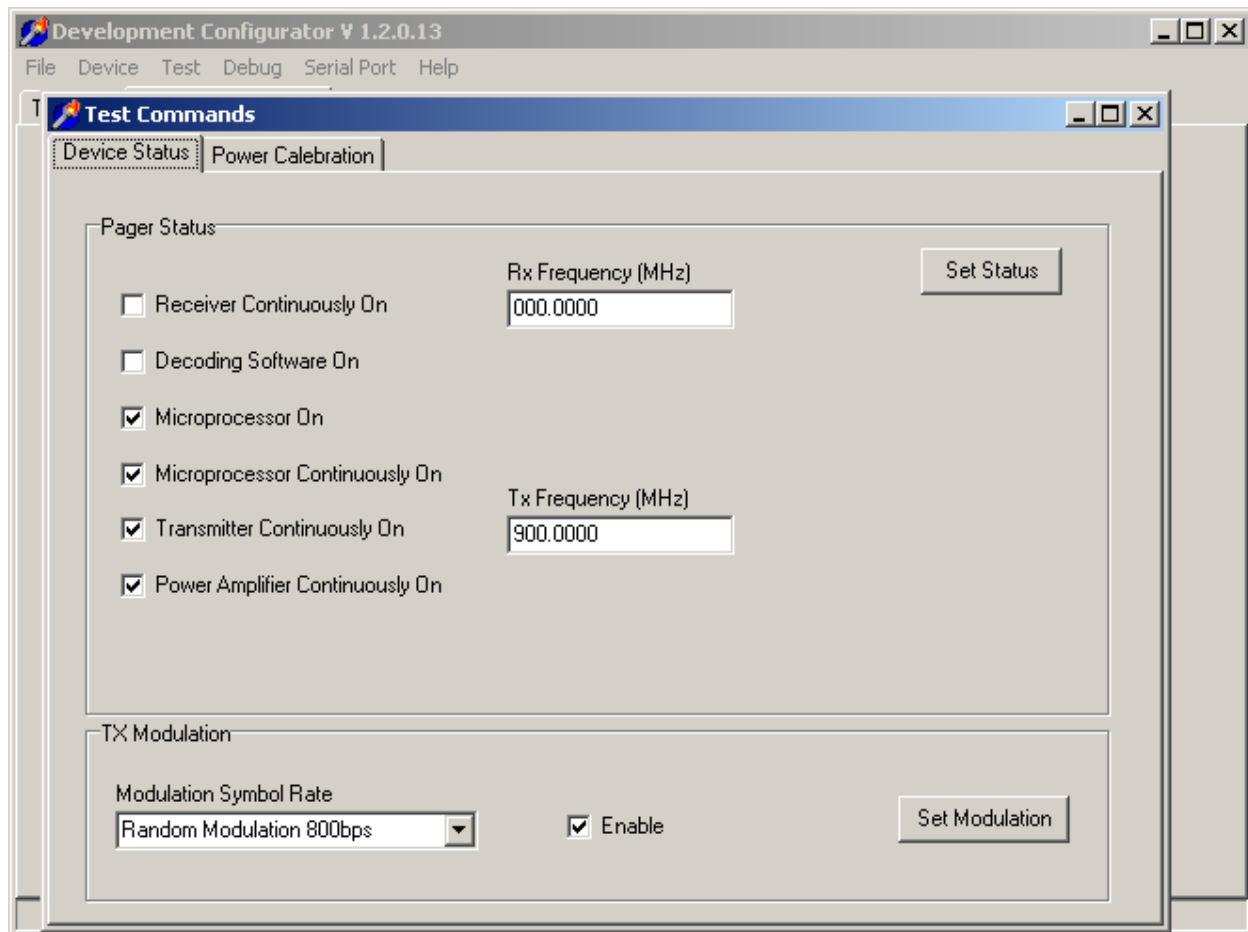 Development Configurator V 1.2.0.13
File Device Test Debug Serial Port Help
T
Test Commands
Device Status Power Calebration
Pager Status
Rx Frequency (MHz)
Set Status
Receiver Continuously On
000.0000
Decoding Software On
Microprocessor On
Microprocessor Continuously On
Tx Frequency (MHz)
Transmitter Continuously On
900.0000
Power Amplifier Continuously On
TX Modulation
Modulation Symbol Rate
Random Modulation 800bps
Enable
Set Modulation